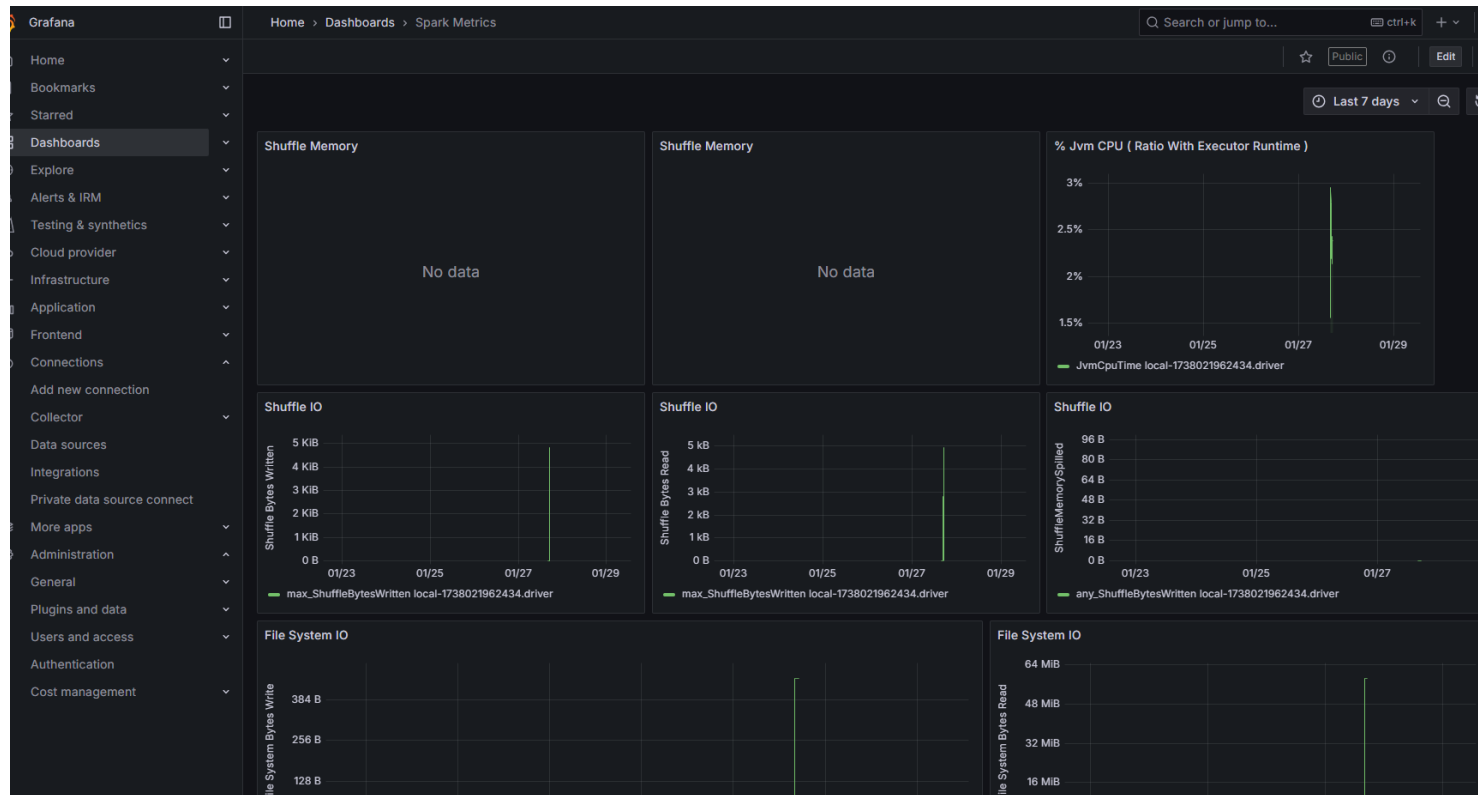 Grafana
Home › Dashboards › Spark Metrics
Search or jump to...
ctrl+k
Public
Edit
Last 7 days
Home
Bookmarks
Starred
Dashboards
Explore
Alerts & IRM
Testing & synthetics
Cloud provider
Infrastructure
Application
Frontend
Connections
Add new connection
Collector
Data sources
Integrations
Private data source connect
More apps
Administration
General
Plugins and data
Users and access
Authentication
Cost management
Shuffle Memory
No data
Shuffle Memory
No data
% Jvm CPU ( Ratio With Executor Runtime )
3%
2.5%
2%
1.5%
01/23 01/25 01/27 01/29
JvmCpuTime local-1738021962434.driver
Shuffle IO
Shuffle Bytes Written
5 KiB
4 KiB
3 KiB
2 KiB
1 KiB
0 B
01/23 01/25 01/27 01/29
max_ShuffleBytesWritten local-1738021962434.driver
Shuffle IO
Shuffle Bytes Read
5 kB
4 kB
3 kB
2 kB
1 kB
0 B
01/23 01/25 01/27 01/29
max_ShuffleBytesWritten local-1738021962434.driver
Shuffle IO
ShuffleMemorySpilled
96 B
80 B
64 B
48 B
32 B
16 B
0 B
01/23 01/25 01/27
any_ShuffleBytesWritten local-1738021962434.driver
File System IO
System Bytes Write
384 B
256 B
128 B
File System IO
System Bytes Read
64 MiB
48 MiB
32 MiB
16 MiB